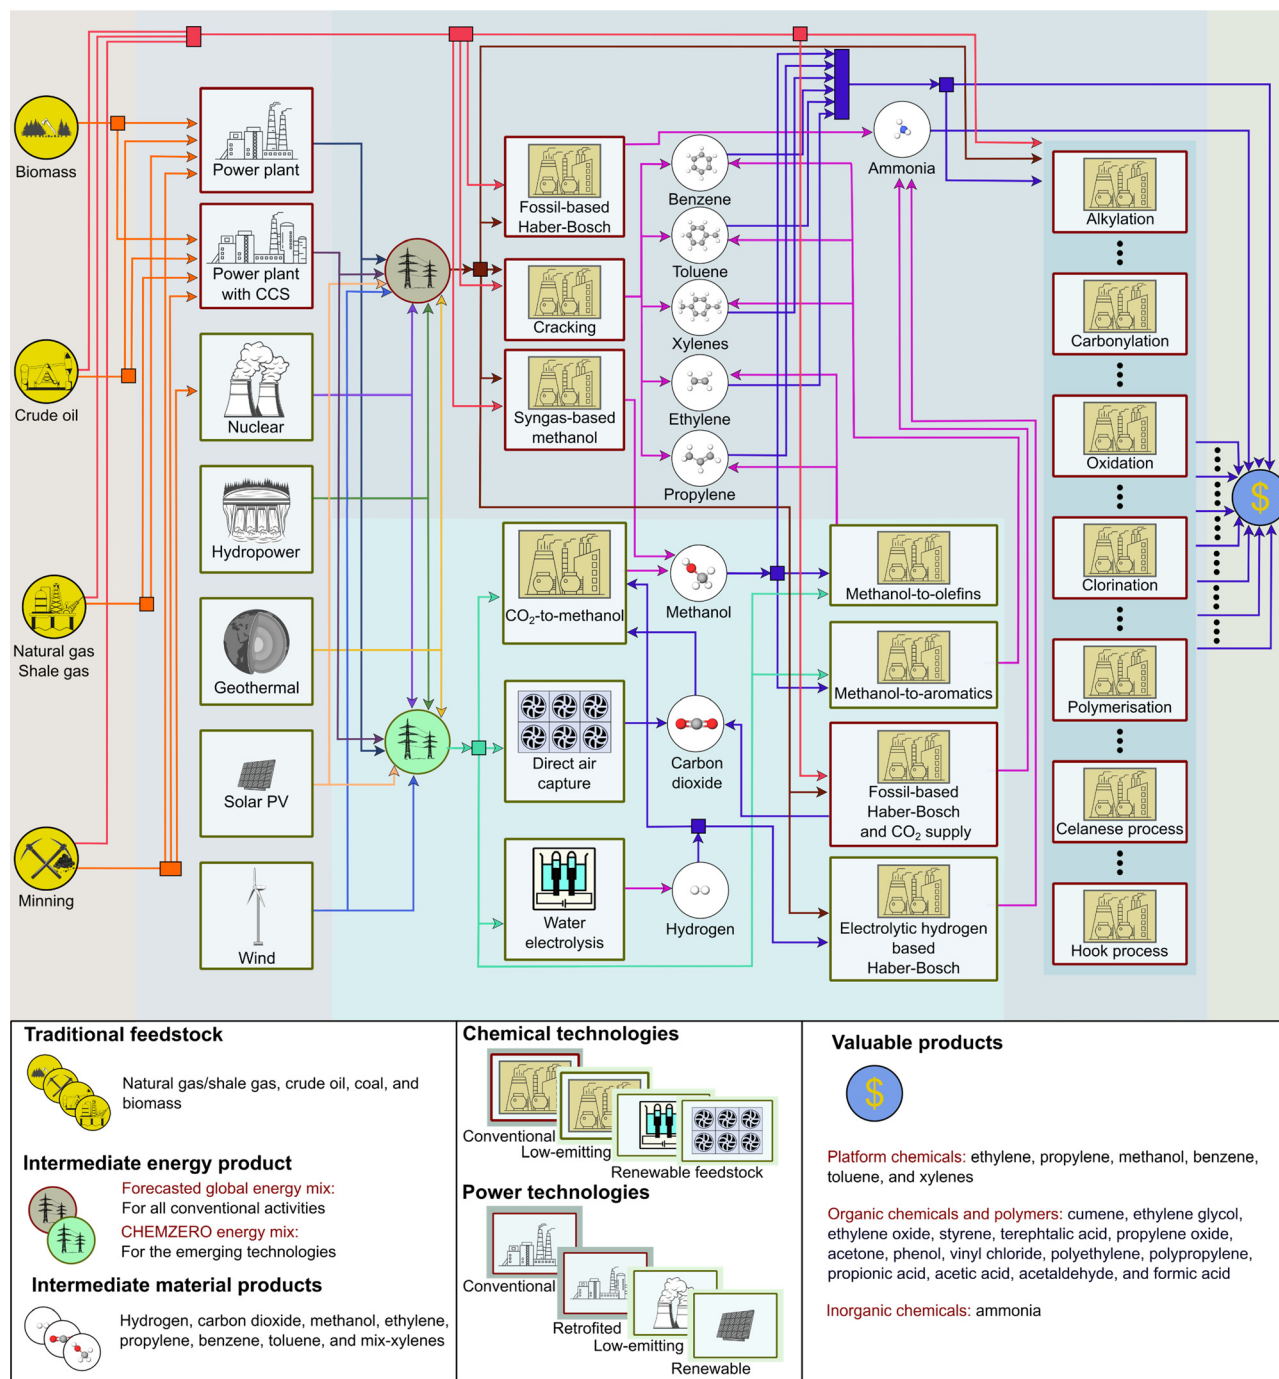 Biomass
Crude oil
Natural gas
Shale gas
Minning
Power plant
Power plant
with CCS
Nuclear
Hydropower
Geothermal
Solar PV
Wind
Fossil-based
Haber-Bosch
Cracking
Syngas-based
methanol
CO₂-to-methanol
Direct air
capture
Water
electrolysis
Benzene
Toluene
Xylenes
Ethylene
Propylene
Methanol
Carbon
dioxide
Hydrogen
Ammonia
Methanol-to-olefins
Methanol-to-aromatics
Fossil-based
Haber-Bosch
and CO₂ supply
Electrolytic hydrogen
based
Haber-Bosch
Alkylation
Carbonylation
Oxidation
Clorination
Polymerisation
Celanese process
Hook process
$
Traditional feedstock
Natural gas/shale gas, crude oil, coal, and
biomass
Intermediate energy product
Forecasted global energy mix:
For all conventional activities
CHEMZERO energy mix:
For the emerging technologies
Intermediate material products
Hydrogen, carbon dioxide, methanol, ethylene,
propylene, benzene, toluene, and mix-xylenes
Chemical technologies
Conventional
Low-emitting
Renewable feedstock
Power technologies
Conventional
Retrofited
Low-emitting
Renewable
Valuable products
$
Platform chemicals: ethylene, propylene, methanol, benzene,
toluene, and xylenes
Organic chemicals and polymers: cumene, ethylene glycol,
ethylene oxide, styrene, terephtalic acid, propylene oxide,
acetone, phenol, vinyl chloride, polyethylene, polypropylene,
propionic acid, acetic acid, acetaldehyde, and formic acid
Inorganic chemicals: ammonia